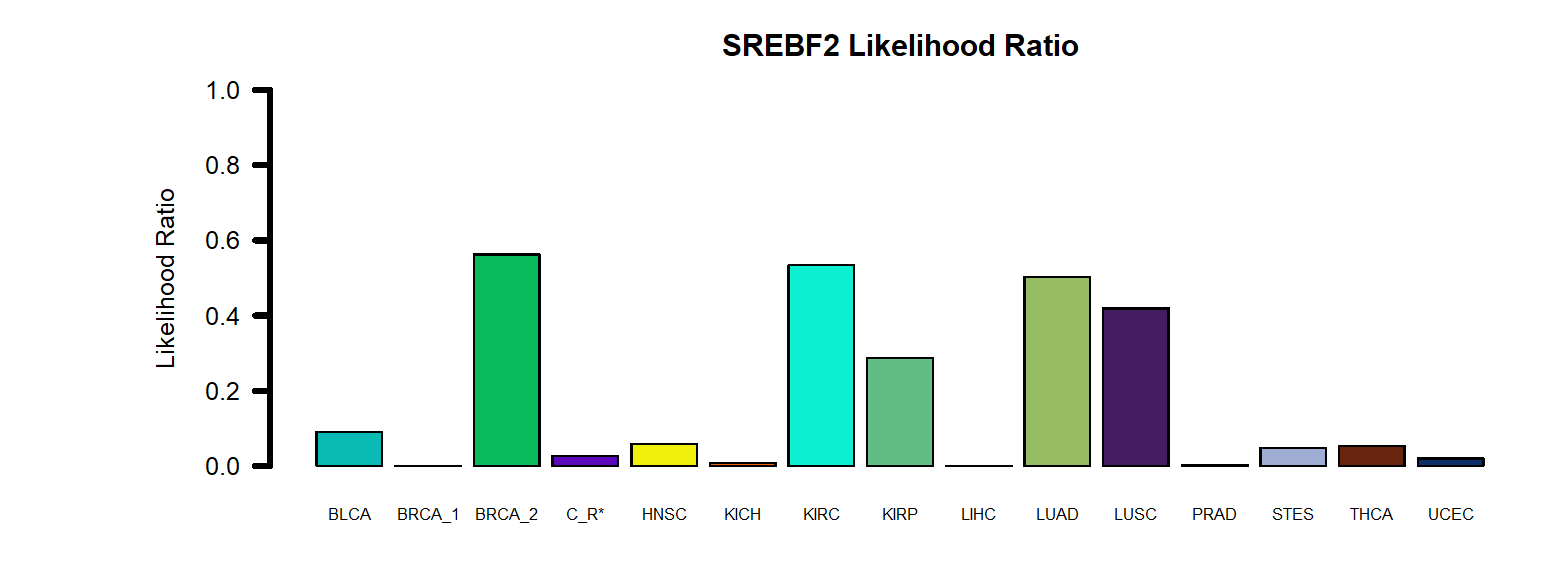 SREBF2 Likelihood Ratio
1.0
0.8
0.6
0.4
0.2
0.0
Likelihood Ratio
BLCA BRCA_1 BRCA_2 C_R* HNSC KICH KIRC KIRP LIHC LUAD LUSC PRAD STES THCA UCEC